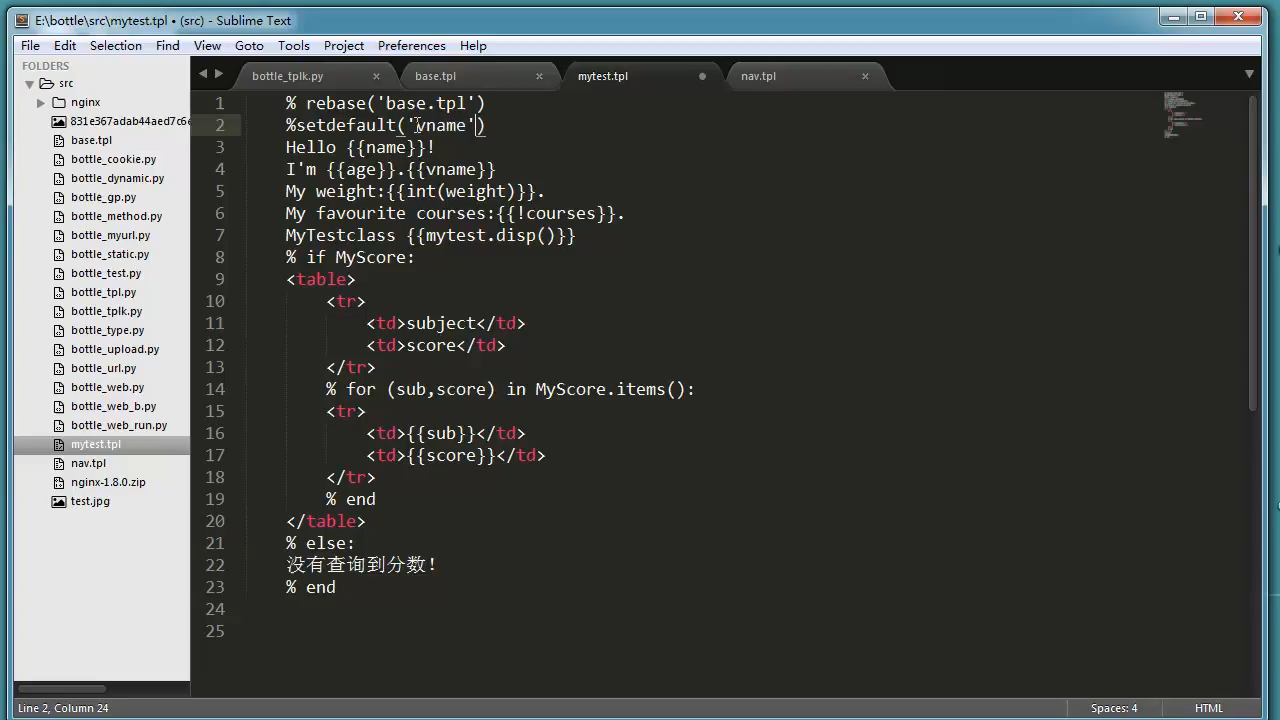 E:\bottle\src\mytest.tpl • (src) - Sublime Text
File Edit Selection Find View Goto Tools Project Preferences Help
FOLDERS
src
nginx
831e367adab44aed7c6e
base.tpl
bottle_cookie.py
bottle_dynamic.py
bottle_gp.py
bottle_method.py
bottle_myurl.py
bottle_static.py
bottle_test.py
bottle_tpl.py
bottle_tplk.py
bottle_type.py
bottle_upload.py
bottle_url.py
bottle_web.py
bottle_web_b.py
bottle_web_run.py
mytest.tpl
nav.tpl
nginx-1.8.0.zip
test.jpg
bottle_tplk.py base.tpl mytest.tpl nav.tpl
1 % rebase('base.tpl')
2 %setdefault('vname')
3 Hello {{name}}!
4 I'm {{age}}.{{vname}}
5 My weight:{{int(weight)}}.
6 My favourite courses:{{!courses}}.
7 MyTestclass {{mytest.disp()}}
8 % if MyScore:
9 <table>
10 <tr>
11 <td>subject</td>
12 <td>score</td>
13 </tr>
14 % for (sub,score) in MyScore.items():
15 <tr>
16 <td>{{sub}}</td>
17 <td>{{score}}</td>
18 </tr>
19 % end
20 </table>
21 % else:
22 没有查询到分数!
23 % end
24
25
Line 2, Column 24 Spaces: 4 HTML